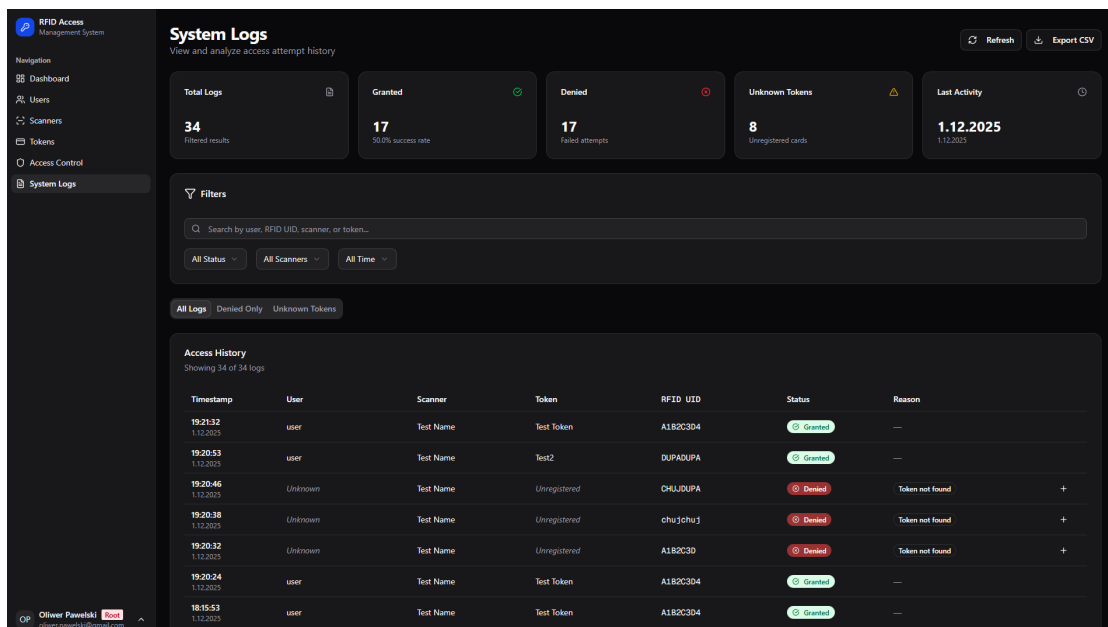 RFID Access
Management System
Navigation
Dashboard
Users
Scanners
Tokens
Access Control
System Logs
OP
Oliwer Pawelski Root
oliwer.pawelski@gmail.com
System Logs
View and analyze access attempt history
Refresh
Export CSV
Total Logs
34
Filtered results
Granted
17
50.0% success rate
Denied
17
Failed attempts
Unknown Tokens
8
Unregistered cards
Last Activity
1.12.2025
1.12.2025
Filters
Search by user, RFID UID, scanner, or token...
All Status
All Scanners
All Time
All Logs Denied Only Unknown Tokens
Access History
Showing 34 of 34 logs
Timestamp User Scanner Token RFID UID Status Reason
19:21:32
1.12.2025
user Test Name Test Token A1B2C3D4 Granted —
19:20:53
1.12.2025
user Test Name Test2 DUPADUPA Granted —
19:20:46
1.12.2025
Unknown Test Name Unregistered CHUJDUPA Denied Token not found +
19:20:38
1.12.2025
Unknown Test Name Unregistered chujchuj Denied Token not found +
19:20:32
1.12.2025
Unknown Test Name Unregistered A1B2C3D Denied Token not found +
19:20:24
1.12.2025
user Test Name Test Token A1B2C3D4 Granted —
18:15:53
1.12.2025
user Test Name Test Token A1B2C3D4 Granted —